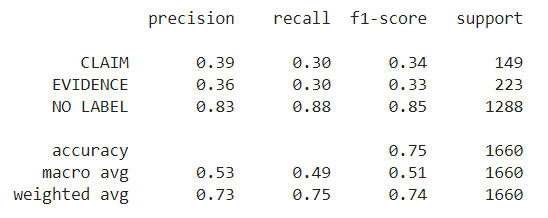 precision recall f1-score support
CLAIM 0.39 0.30 0.34 149
EVIDENCE 0.36 0.30 0.33 223
NO LABEL 0.83 0.88 0.85 1288
accuracy 0.75 1660
macro avg 0.53 0.49 0.51 1660
weighted avg 0.73 0.75 0.74 1660